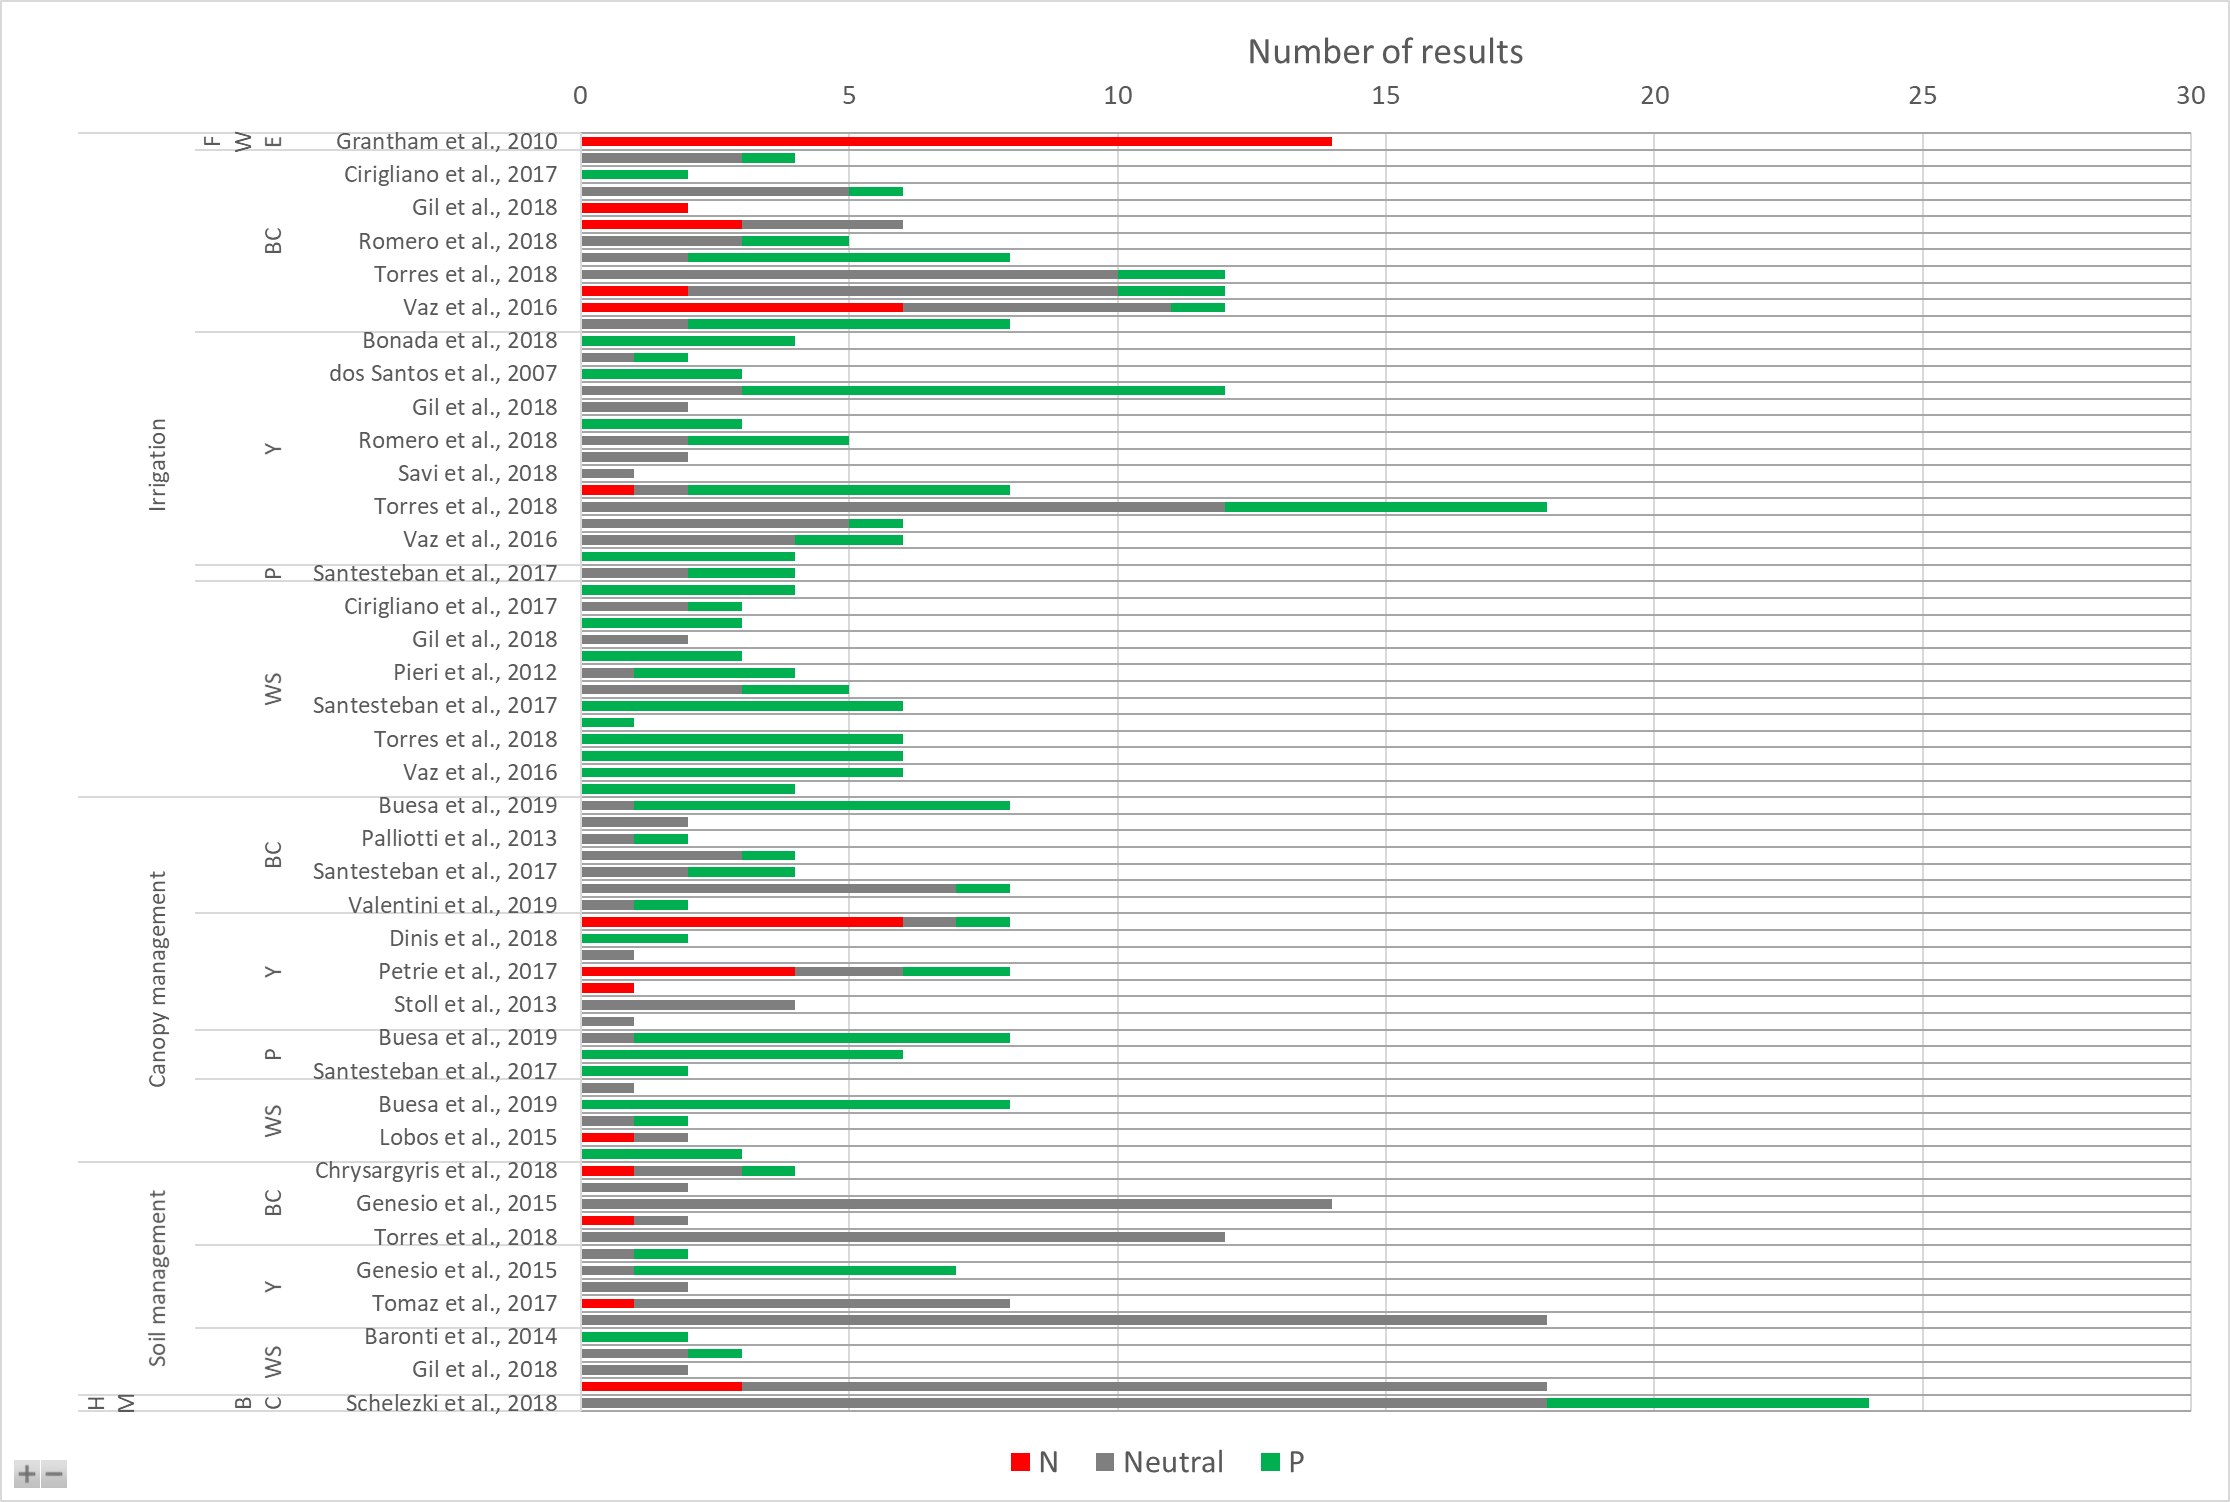 Number of results
0 5 10 15 20 25 30
Irrigation
FWE
Grantham et al., 2010
BC
Cirigliano et al., 2017
Gil et al., 2018
Romero et al., 2018
Torres et al., 2018
Vaz et al., 2016
Y
Bonada et al., 2018
dos Santos et al., 2007
Gil et al., 2018
Romero et al., 2018
Savi et al., 2018
Torres et al., 2018
Vaz et al., 2016
P
Santesteban et al., 2017
WS
Cirigliano et al., 2017
Gil et al., 2018
Pieri et al., 2012
Santesteban et al., 2017
Torres et al., 2018
Vaz et al., 2016
Canopy management
BC
Buesa et al., 2019
Palliotti et al., 2013
Santesteban et al., 2017
Valentini et al., 2019
Y
Dinis et al., 2018
Petrie et al., 2017
Stoll et al., 2013
P
Buesa et al., 2019
Santesteban et al., 2017
WS
Buesa et al., 2019
Lobos et al., 2015
Soil management
BC
Chrysargyris et al., 2018
Genesio et al., 2015
Torres et al., 2018
Y
Genesio et al., 2015
Tomaz et al., 2017
WS
Baronti et al., 2014
Gil et al., 2018
HM
BC
Schelezki et al., 2018
N Neutral P
+ −